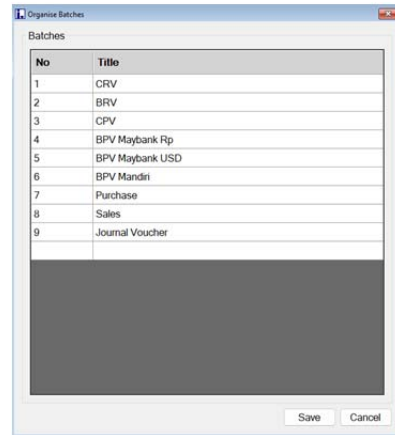 Organise Batches
Batches
No Title
1 CRV
2 BRV
3 CPV
4 BPV Maybank Rp
5 BPV Maybank USD
6 BPV Mandiri
7 Purchase
8 Sales
9 Journal Voucher
Save Cancel